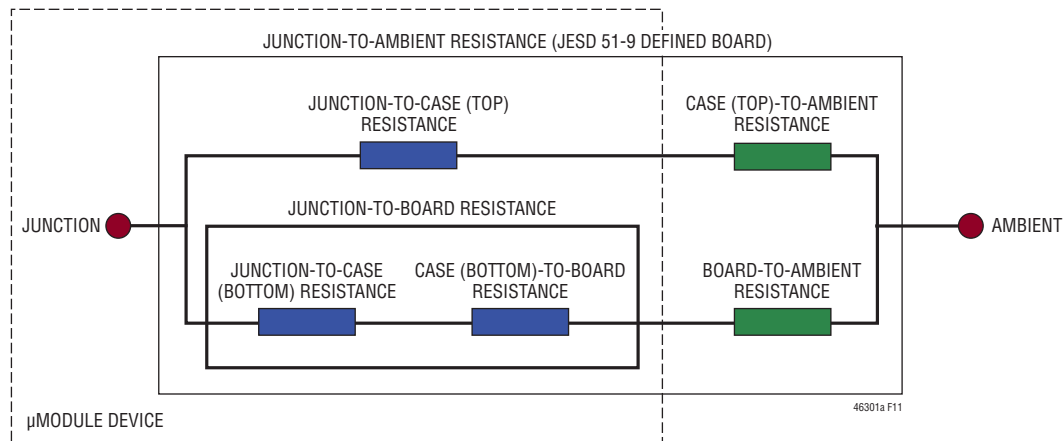 JUNCTION-TO-AMBIENT RESISTANCE (JESD 51-9 DEFINED BOARD)
JUNCTION-TO-CASE (TOP)
RESISTANCE
CASE (TOP)-TO-AMBIENT
RESISTANCE
JUNCTION
JUNCTION-TO-BOARD RESISTANCE
AMBIENT
JUNCTION-TO-CASE
(BOTTOM) RESISTANCE
CASE (BOTTOM)-TO-BOARD
RESISTANCE
BOARD-TO-AMBIENT
RESISTANCE
46301a F11
µMODULE DEVICE